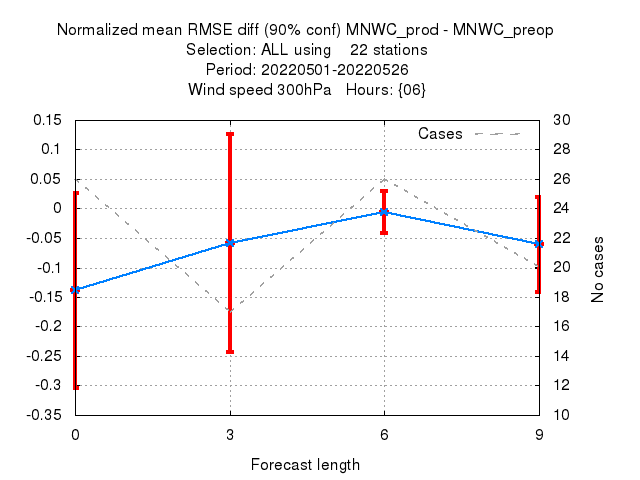 Normalized mean RMSE diff (90% conf) MNWC_prod - MNWC_preop
Selection: ALL using    22 stations
Period: 20220501-20220526
Wind speed 300hPa   Hours: {06}
Cases
0.15
0.1
0.05
0
-0.05
-0.1
-0.15
-0.2
-0.25
-0.3
-0.35
30
28
26
24
22
20
18
16
14
12
10
No cases
0 3 6 9
Forecast length